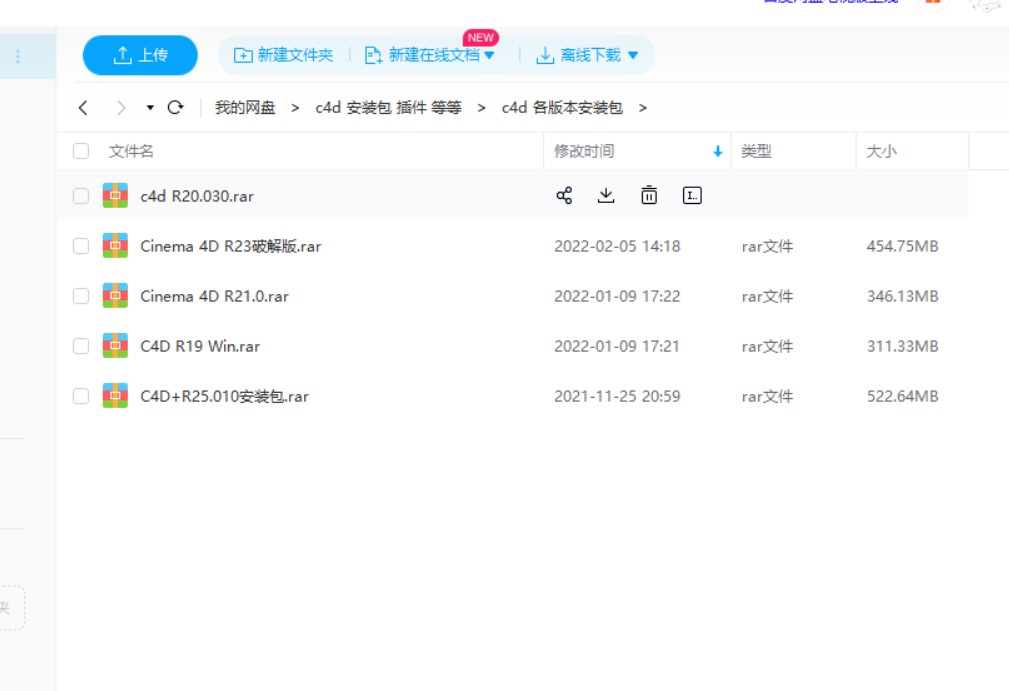 上传
新建文件夹
新建在线文档
NEW
离线下载
我的网盘 > c4d 安装包 插件 等等 > c4d 各版本安装包 >
文件名 修改时间 类型 大小
c4d R20.030.rar
Cinema 4D R23破解版.rar 2022-02-05 14:18 rar文件 454.75MB
Cinema 4D R21.0.rar 2022-01-09 17:22 rar文件 346.13MB
C4D R19 Win.rar 2022-01-09 17:21 rar文件 311.33MB
C4D+R25.010安装包.rar 2021-11-25 20:59 rar文件 522.64MB
夹